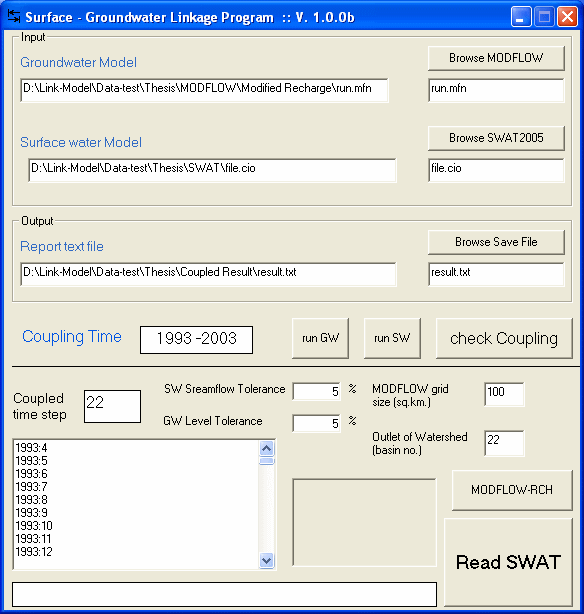 Surface - Groundwater Linkage Program :: V. 1.0.0b
Input
Groundwater Model
Browse MODFLOW
D:\Link-Model\Data-test\Thesis\MODFLOW\Modified Recharge\run.mfn
run.mfn
Surface water Model
Browse SWAT2005
D:\Link-Model\Data-test\Thesis\SWAT\file.cio
file.cio
Output
Report text file
Browse Save File
D:\Link-Model\Data-test\Thesis\Coupled Result\result.txt
result.txt
Coupling Time
1993 -2003
run GW
run SW
check Coupling
Coupled
time step
22
SW Sreamflow Tolerance
5
%
GW Level Tolerance
5
%
MODFLOW grid
size (sq.km.)
100
Outlet of Watershed
(basin no.)
22
1993:4
1993:5
1993:6
1993:7
1993:8
1993:9
1993:10
1993:11
1993:12
MODFLOW-RCH
Read SWAT